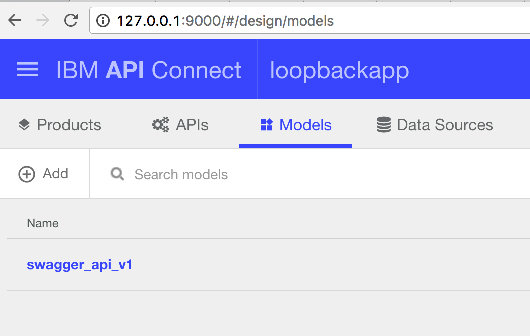 127.0.0.1:9000/#/design/models
IBM API Connect loopbackapp
Products APIs Models Data Sources
Add Search models
Name
swagger_api_v1